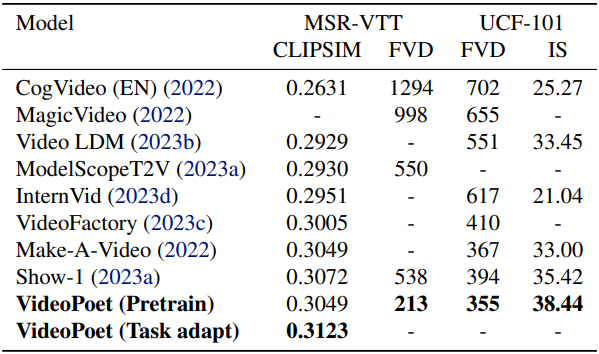 Model MSR-VTT UCF-101
CLIPSIM FVD FVD IS
CogVideo (EN) (2022) 0.2631 1294 702 25.27
MagicVideo (2022) - 998 655 -
Video LDM (2023b) 0.2929 - 551 33.45
ModelScopeT2V (2023a) 0.2930 550 - -
InternVid (2023d) 0.2951 - 617 21.04
VideoFactory (2023c) 0.3005 - 410 -
Make-A-Video (2022) 0.3049 - 367 33.00
Show-1 (2023a) 0.3072 538 394 35.42
VideoPoet (Pretrain) 0.3049 213 355 38.44
VideoPoet (Task adapt) 0.3123 - - -